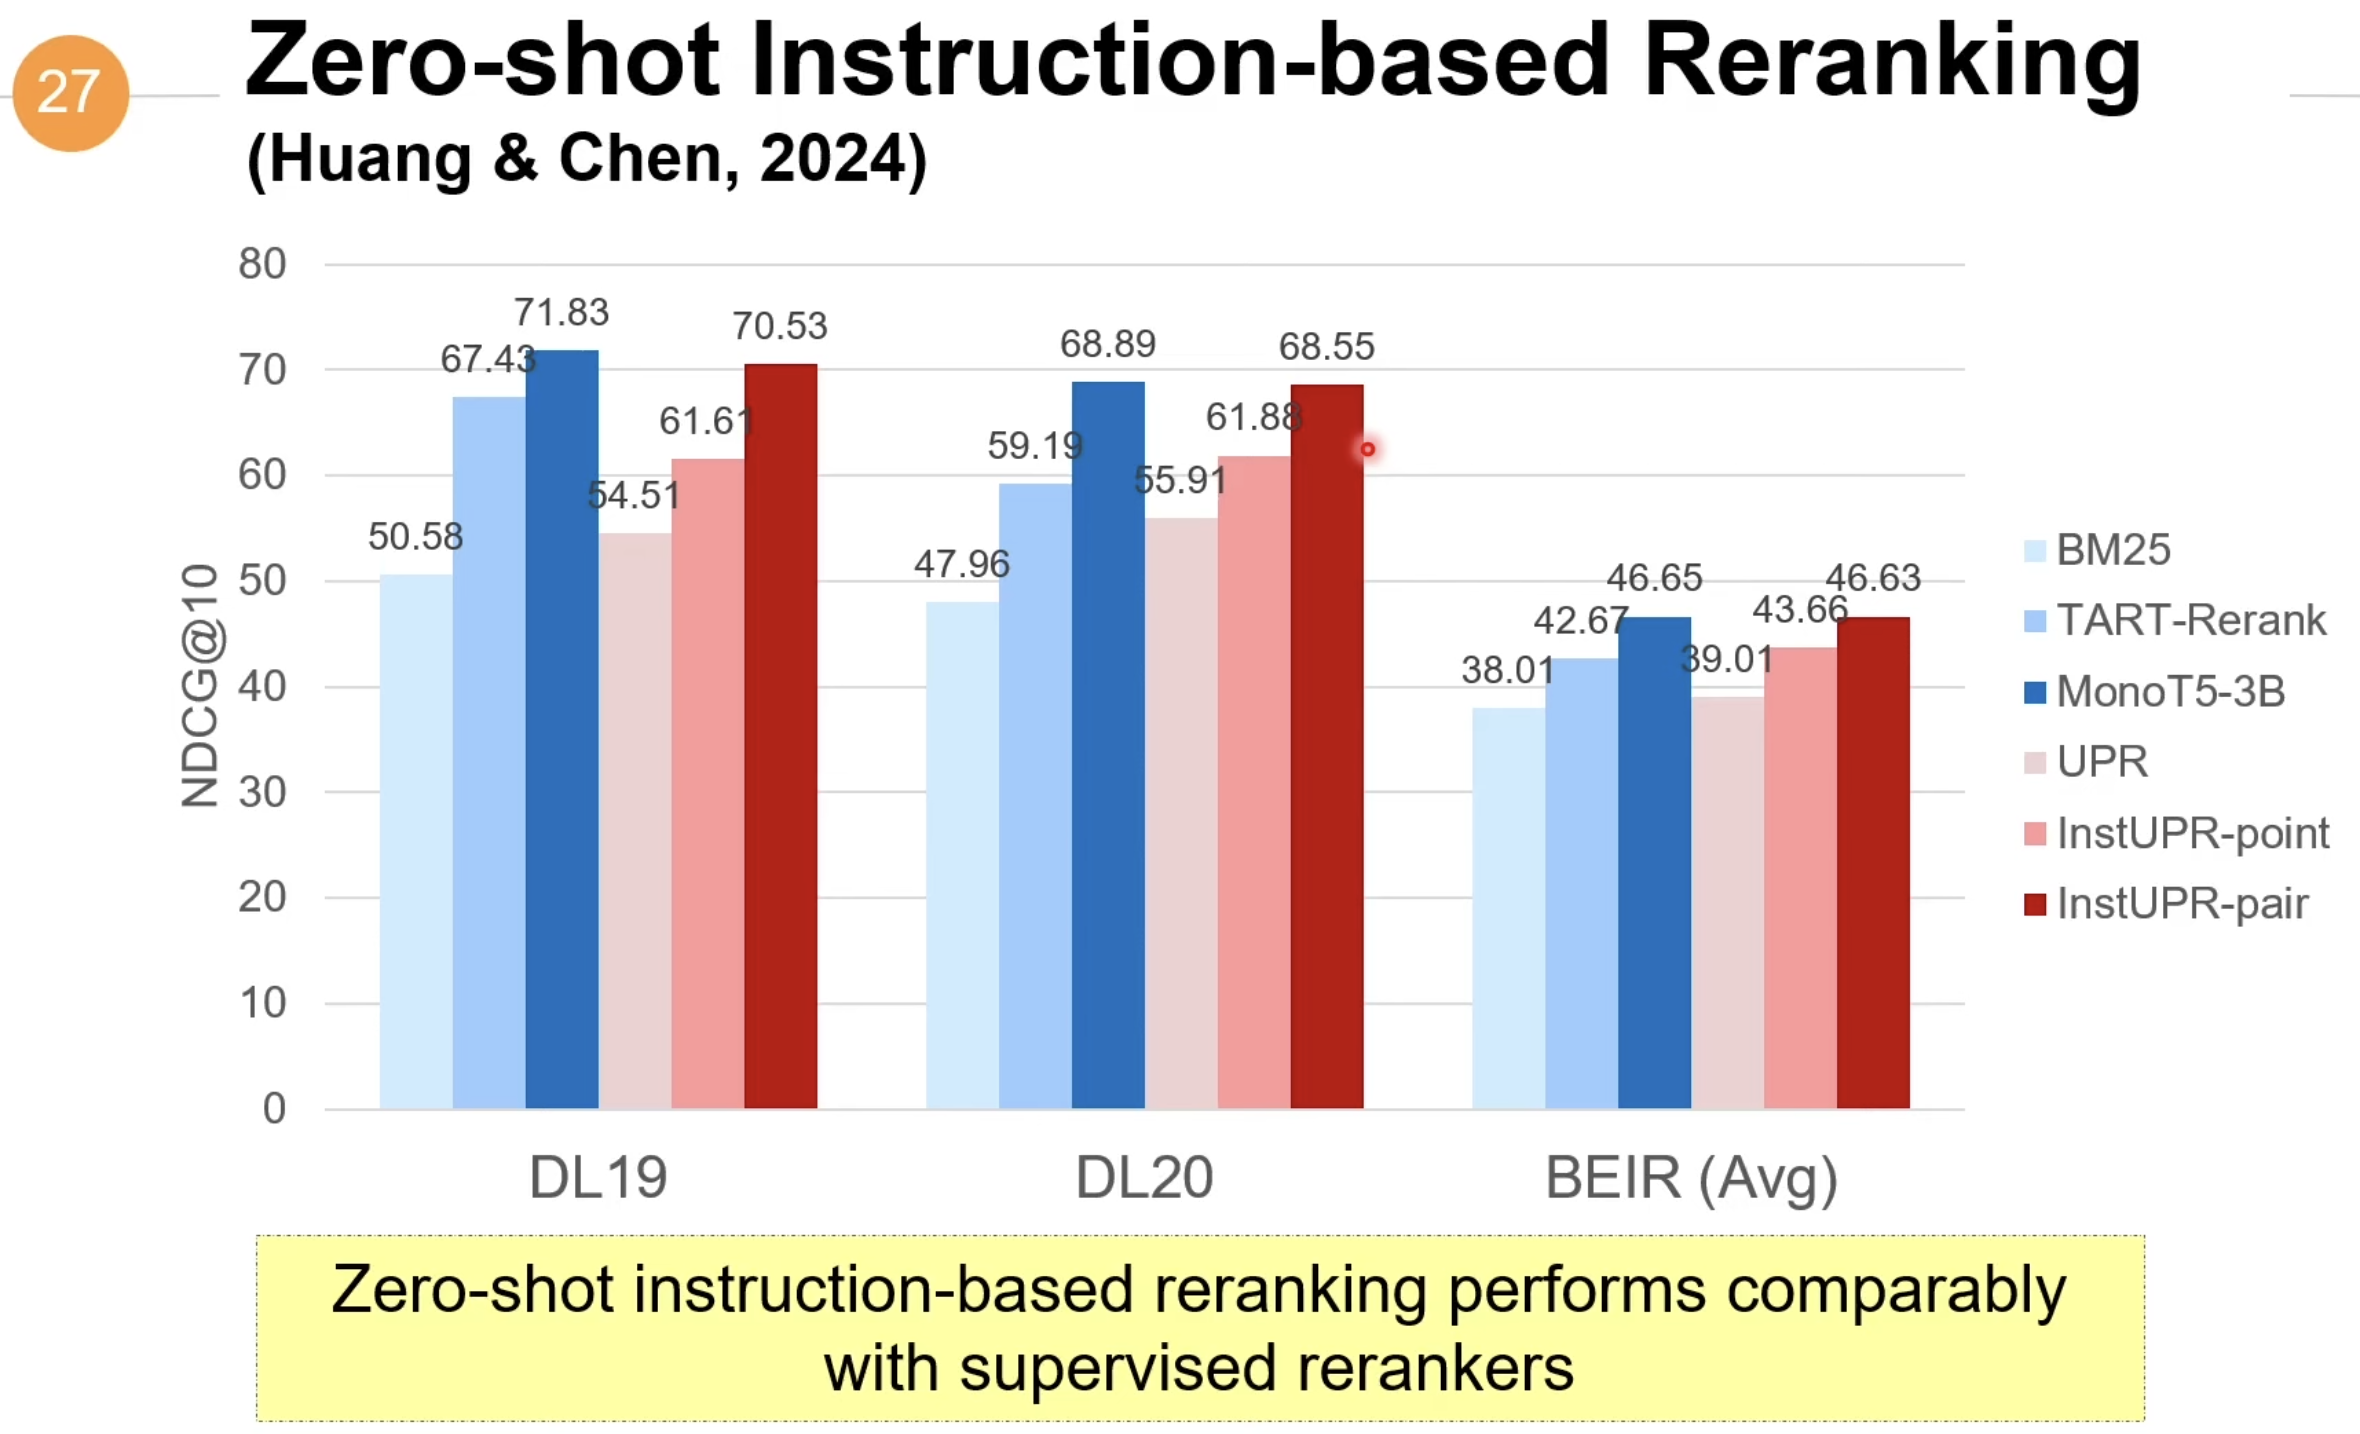 27
Zero-shot Instruction-based Reranking
(Huang & Chen, 2024)
NDCG@10
80
70
60
50
40
30
20
10
0
50.58
67.43
71.83
54.51
61.61
70.53
47.96
59.19
68.89
55.91
61.88
68.55
38.01
42.67
46.65
39.01
43.66
46.63
DL19
DL20
BEIR (Avg)
BM25
TART-Rerank
MonoT5-3B
UPR
InstUPR-point
InstUPR-pair
Zero-shot instruction-based reranking performs comparably
with supervised rerankers